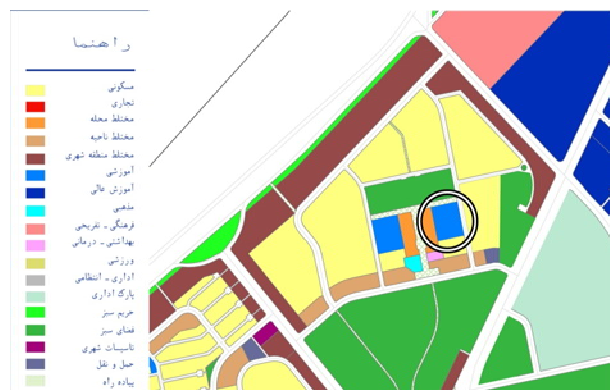 راهنما
مسکونی
تجاری
مختلط محله
مختلط ناحیه
مختلط منطقه شهری
آموزشی
آموزش عالی
مذهبی
فرهنگی - تفریحی
بهداشتی - درمانی
ورزشی
اداری - انتظامی
پارک اداری
حریم سبز
فضای سبز
تاسیسات شهری
حمل و نقل
پیاده راه